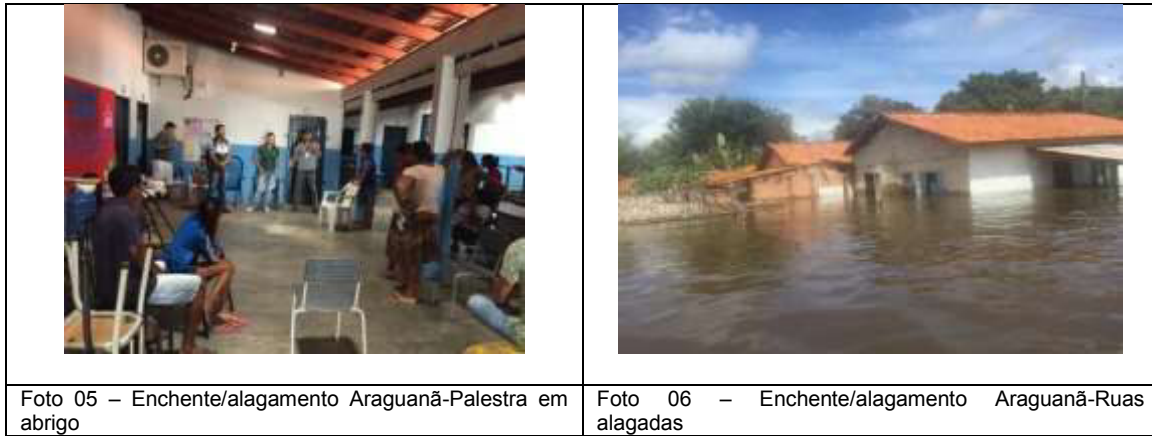 Foto 05 – Enchente/alagamento Araguanã-Palestra em
abrigo
Foto 06 – Enchente/alagamento Araguanã-Ruas
alagadas